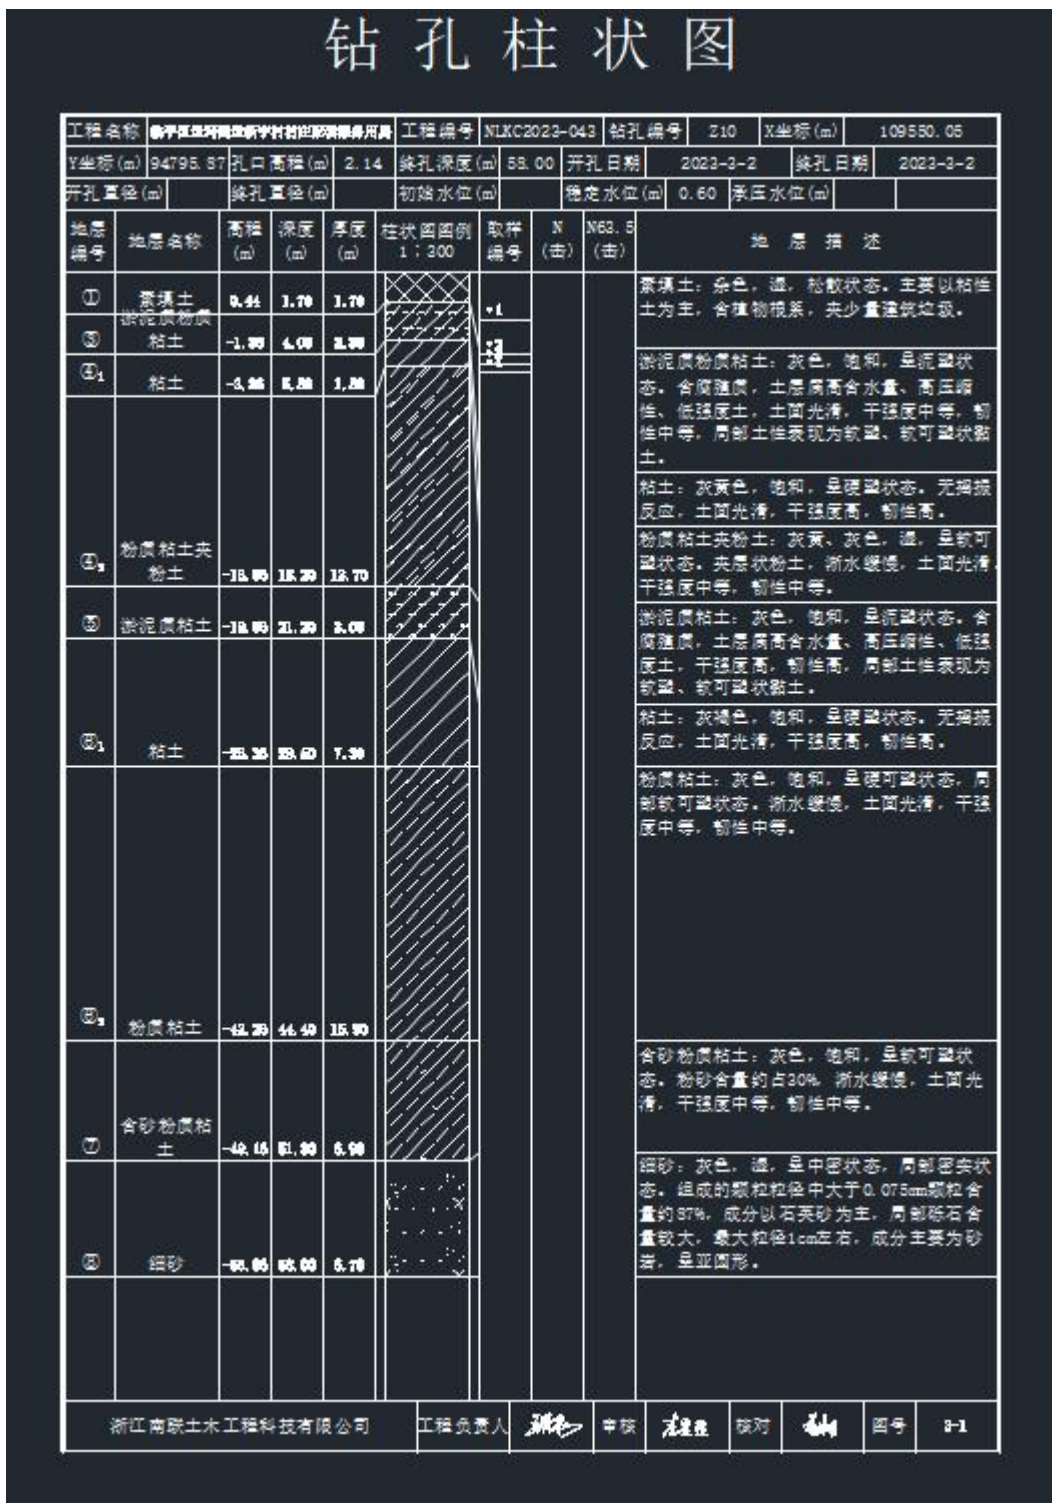 钻孔柱状图
工程名称 工程编号 NLKC2023-043 钻孔编号 Z10 X坐标(m) 109550.05
Y坐标(m) 94795.87 孔口高程(m) 2.14 终孔深度(m) 58.00 开孔日期 2023-3-2 终孔日期 2023-3-2
开孔直径(m) 终孔直径(m) 初始水位(m) 稳定水位(m) 0.60 承压水位(m)
地层编号 地层名称 高程(m) 深度(m) 厚度(m) 柱状图图例 1:300 取样编号 N(击) N63.5(击) 地层描述
① 素填土 0.44 1.70 1.70
素填土：杂色，湿，松散状态。主要以粘性
土为主，含植物根系，夹少量建筑垃圾。
③ 淤泥质粉质粘土 4.00
淤泥质粉质粘土：灰色，饱和，呈流塑状
态。含腐殖质，土层属高含水量、高压缩
性、低强度土，土面光滑，干强度中等，韧
性中等，局部土性表现为软塑、软可塑状黏
土。
④1 粘土
粘土：灰黄色，饱和，呈硬塑状态。无摇振
反应，土面光滑，干强度高，韧性高。
粉质粘土夹粉土
粉质粘土夹粉土：灰黄、灰色，湿，呈软可
塑状态。夹层状粉土，渐水缓慢，土面光滑，
干强度中等，韧性中等。
⑤ 淤泥质粘土 21.20
淤泥质粘土：灰色，饱和，呈流塑状态。含
腐殖质，土层属高含水量、高压缩性、低强
度土，干强度高，韧性高，局部土性表现为
软塑、软可塑状黏土。
粘土 7.30
粘土：灰褐色，饱和，呈硬塑状态。无摇振
反应，土面光滑，干强度高，韧性高。
粉质粘土 44.40 15.90
粉质粘土：灰色，饱和，呈硬可塑状态，局
部软可塑状态。渐水缓慢，土面光滑，干强
度中等，韧性中等。
⑦ 含砂粉质粘土 6.90
含砂粉质粘土：灰色，饱和，呈软可塑状
态。粉砂含量约占30%，渐水缓慢，土面光
滑，干强度中等，韧性中等。
⑧ 细砂 58.00 6.70
细砂：灰色，湿，呈中密状态，局部密实状
态。组成的颗粒粒径中大于0.075mm颗粒含
量约87%，成分以石英砂为主，局部砾石含
量较大，最大粒径1cm左右，成分主要为砂
岩，呈亚圆形。
浙江南联土木工程科技有限公司 工程负责人 审核 核对 图号 3-1